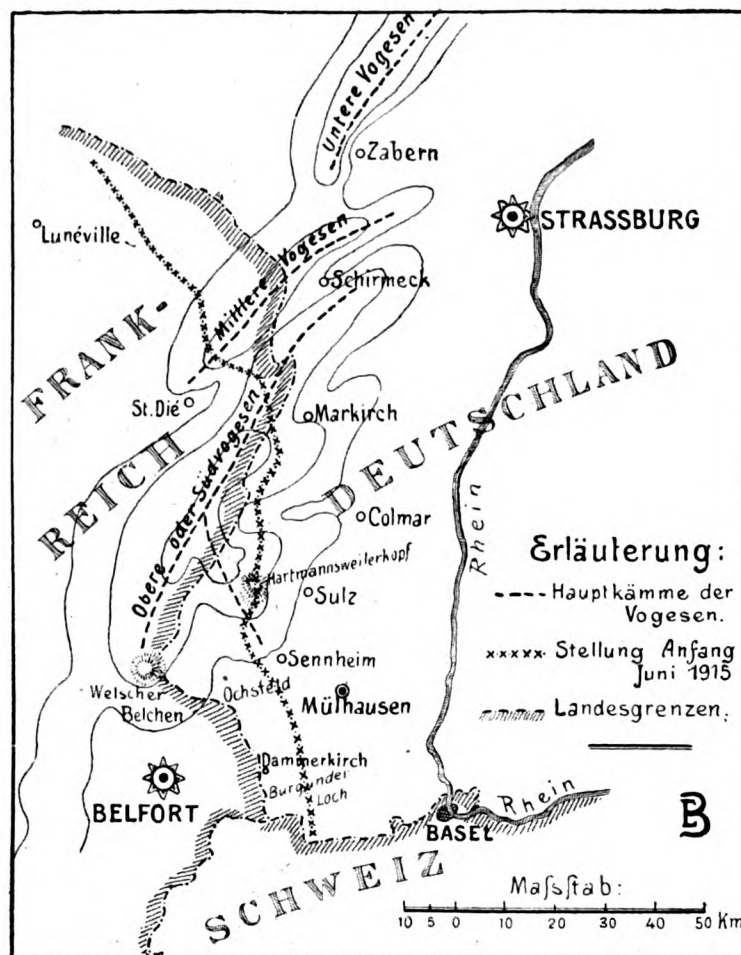 Untere Vogesen
Zabern
STRASSBURG
Lunéville
Mittlere Vogesen
Schirmeck
FRANK-
REICH
St. Dié
Markirch
DEUTSCHLAND
Obere oder Südvogesen
Colmar
Rhein
Hartmannsweilerkopf
Sulz
Erläuterung:
Hauptkämme der
Vogesen.
Stellung Anfang
Juni 1915
Landesgrenzen.
Sennheim
Welscher
Belchen
Ochsfeld
Mülhausen
Dammerkirch
Burgunder
Loch
BELFORT
BASEL
Rhein
B
SCHWEIZ
Maſsſtab:
10 5 0 10 20 30 40 50 Km